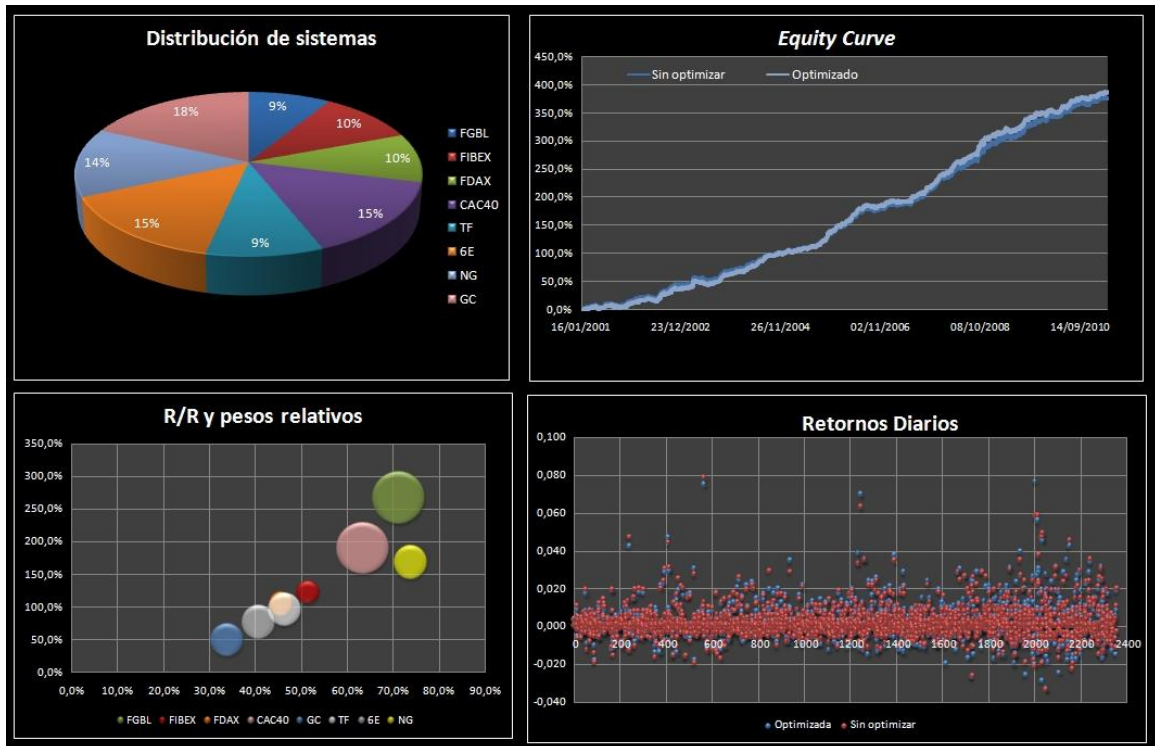 Distribución de sistemas
18%
9%
10%
10%
15%
9%
15%
14%
FGBL
FIBEX
FDAX
CAC40
TF
6E
NG
GC
Equity Curve
450,0%
400,0%
350,0%
300,0%
250,0%
200,0%
150,0%
100,0%
50,0%
0,0%
Sin optimizar Optimizado
16/01/2001 23/12/2002 26/11/2004 02/11/2006 08/10/2008 14/09/2010
R/R y pesos relativos
350,0%
300,0%
250,0%
200,0%
150,0%
100,0%
50,0%
0,0%
0,0% 10,0% 20,0% 30,0% 40,0% 50,0% 60,0% 70,0% 80,0% 90,0%
FGBL FIBEX FDAX CAC40 GC TF 6E NG
Retornos Diarios
0,100
0,080
0,060
0,040
0,020
0,000
-0,020
-0,040
0 200 400 600 800 1000 1200 1400 1600 1800 2000 2200 2400
Optimizada Sin optimizar